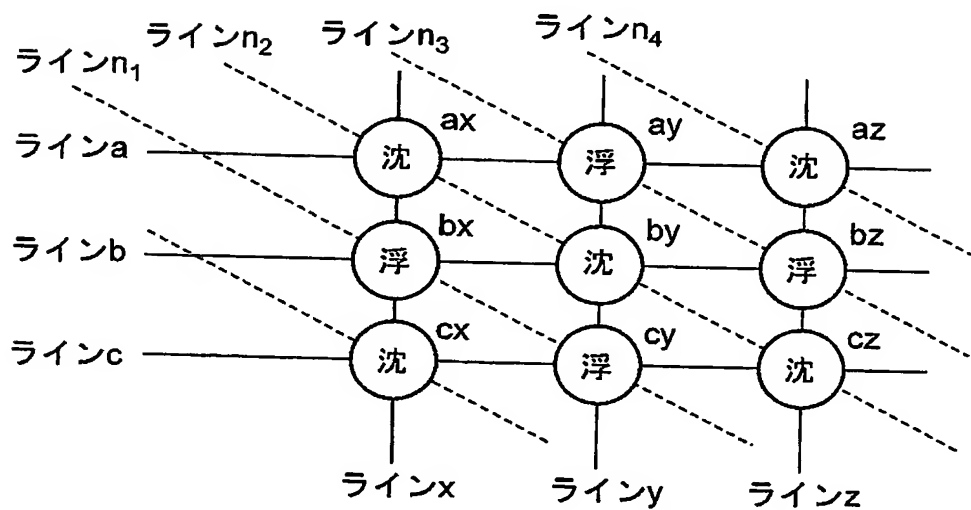 ラインn₁
ラインn₂
ラインn₃
ラインn₄
ラインa
沈
ax
浮
ay
沈
az
ラインb
浮
bx
沈
by
浮
bz
ラインc
沈
cx
浮
cy
沈
cz
ラインx
ラインy
ラインz